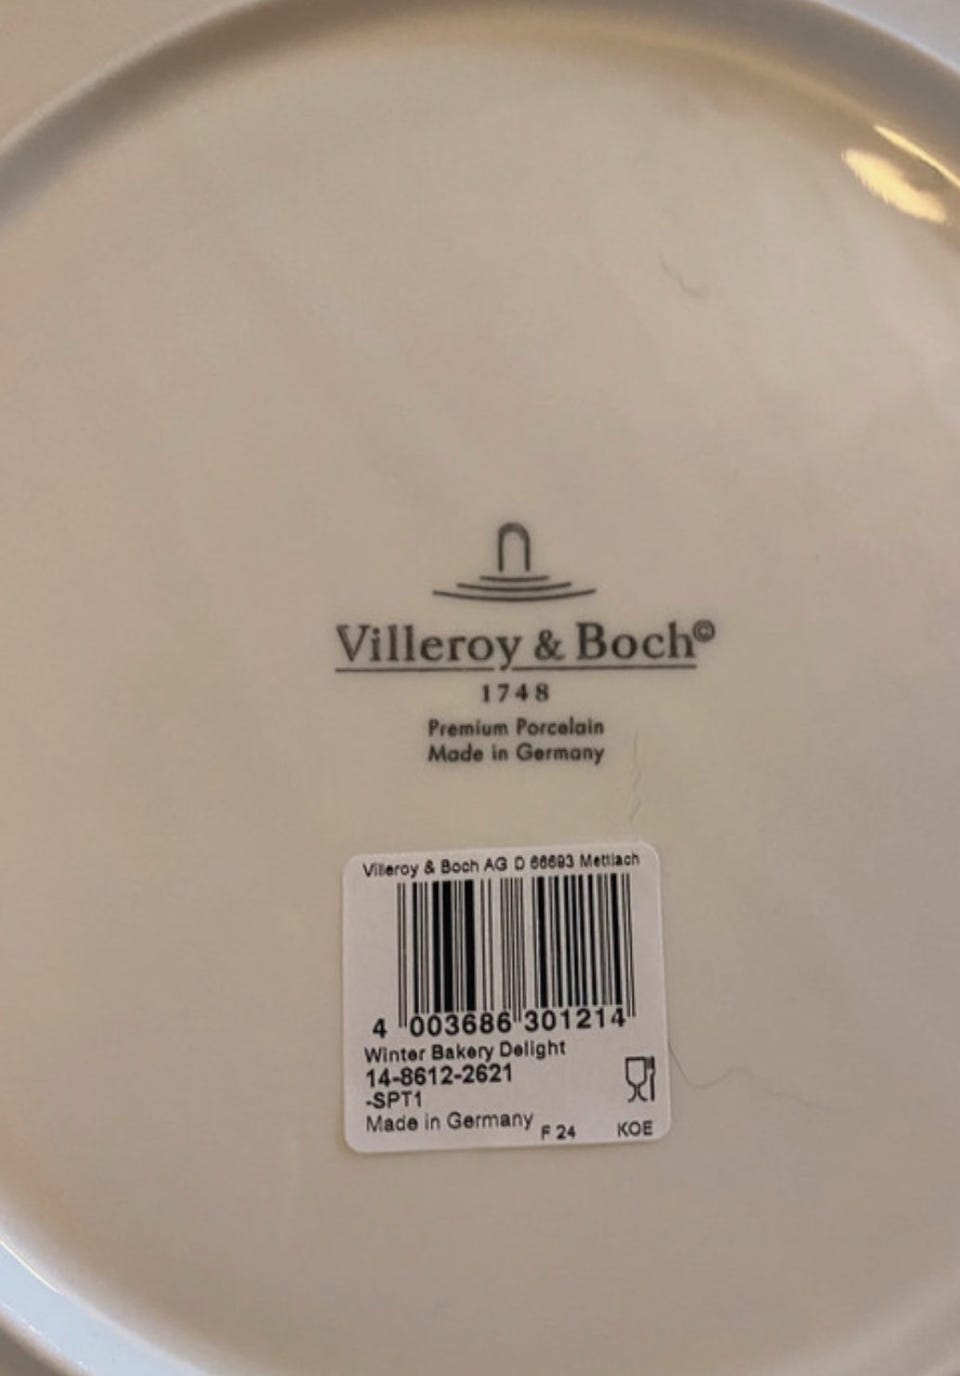 Villeroy & Boch©
1748
Premium Porcelain
Made in Germany
Villeroy & Boch AG D 66693 Mettlach
4 003686 301214
Winter Bakery Delight
14-8612-2621
-SPT1
Made in Germany F 24 KOE